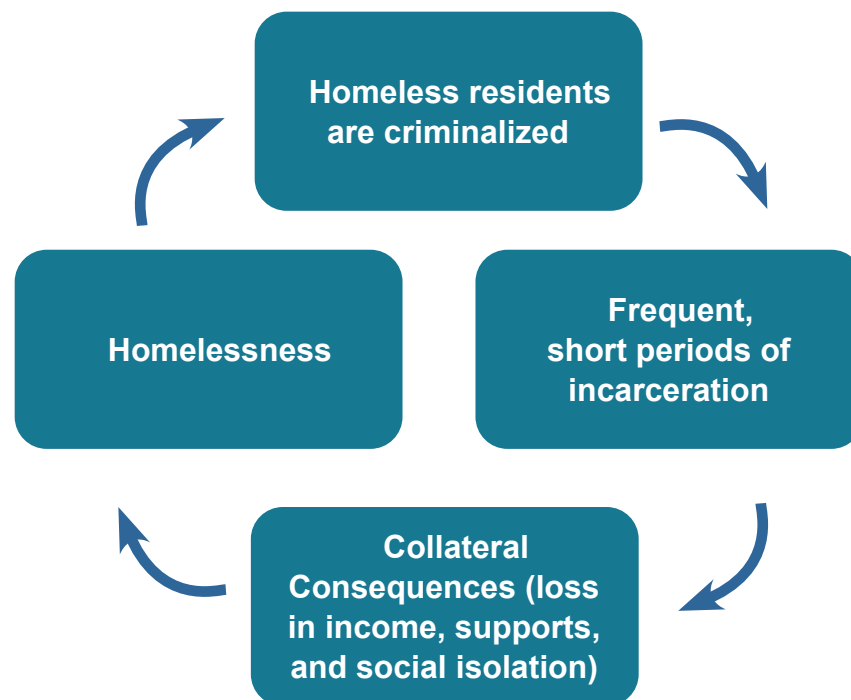 Homeless residents
are criminalized
Frequent,
short periods of
incarceration
Collateral
Consequences (loss
in income, supports,
and social isolation)
Homelessness